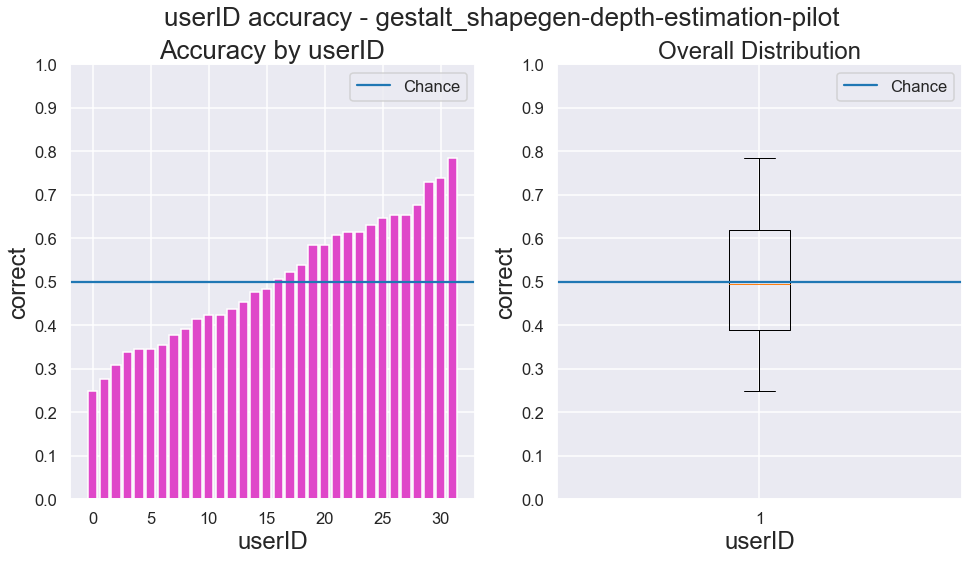 userID accuracy - gestalt_shapegen-depth-estimation-pilot
Accuracy by userID
1.0
0.9
0.8
0.7
0.6
0.5
0.4
0.3
0.2
0.1
0.0
correct
Chance
0 5 10 15 20 25 30
userID
Overall Distribution
1.0
0.9
0.8
0.7
0.6
0.5
0.4
0.3
0.2
0.1
0.0
correct
Chance
1
userID